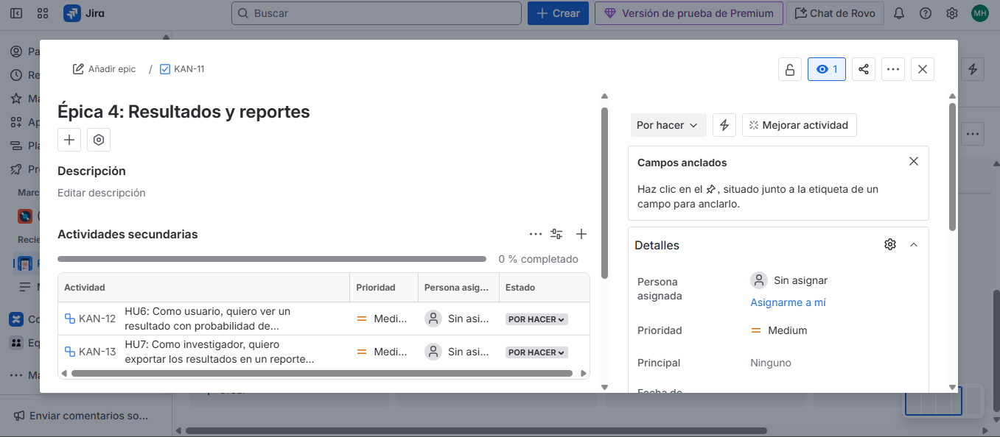 Jira
Buscar
Crear
Versión de prueba de Premium
Chat de Rovo
MH
Pa
Re
Ma
Ap
Pla
Pro
Marc
Recie
Co
Eq
Ma
Enviar comentarios so...
Añadir epic / KAN-11
1
Épica 4: Resultados y reportes
Descripción
Editar descripción
Actividades secundarias
0 % completado
Actividad Prioridad Persona asig... Estado
KAN-12 HU6: Como usuario, quiero ver un resultado con probabilidad de... Medi... Sin asi... POR HACER
KAN-13 HU7: Como investigador, quiero exportar los resultados en un reporte... Medi... Sin asi... POR HACER
Por hacer
Mejorar actividad
Campos anclados
Haz clic en el , situado junto a la etiqueta de un
campo para anclarlo.
Detalles
Persona asignada
Sin asignar
Asignarme a mí
Prioridad
Medium
Principal
Ninguno
Fecha de